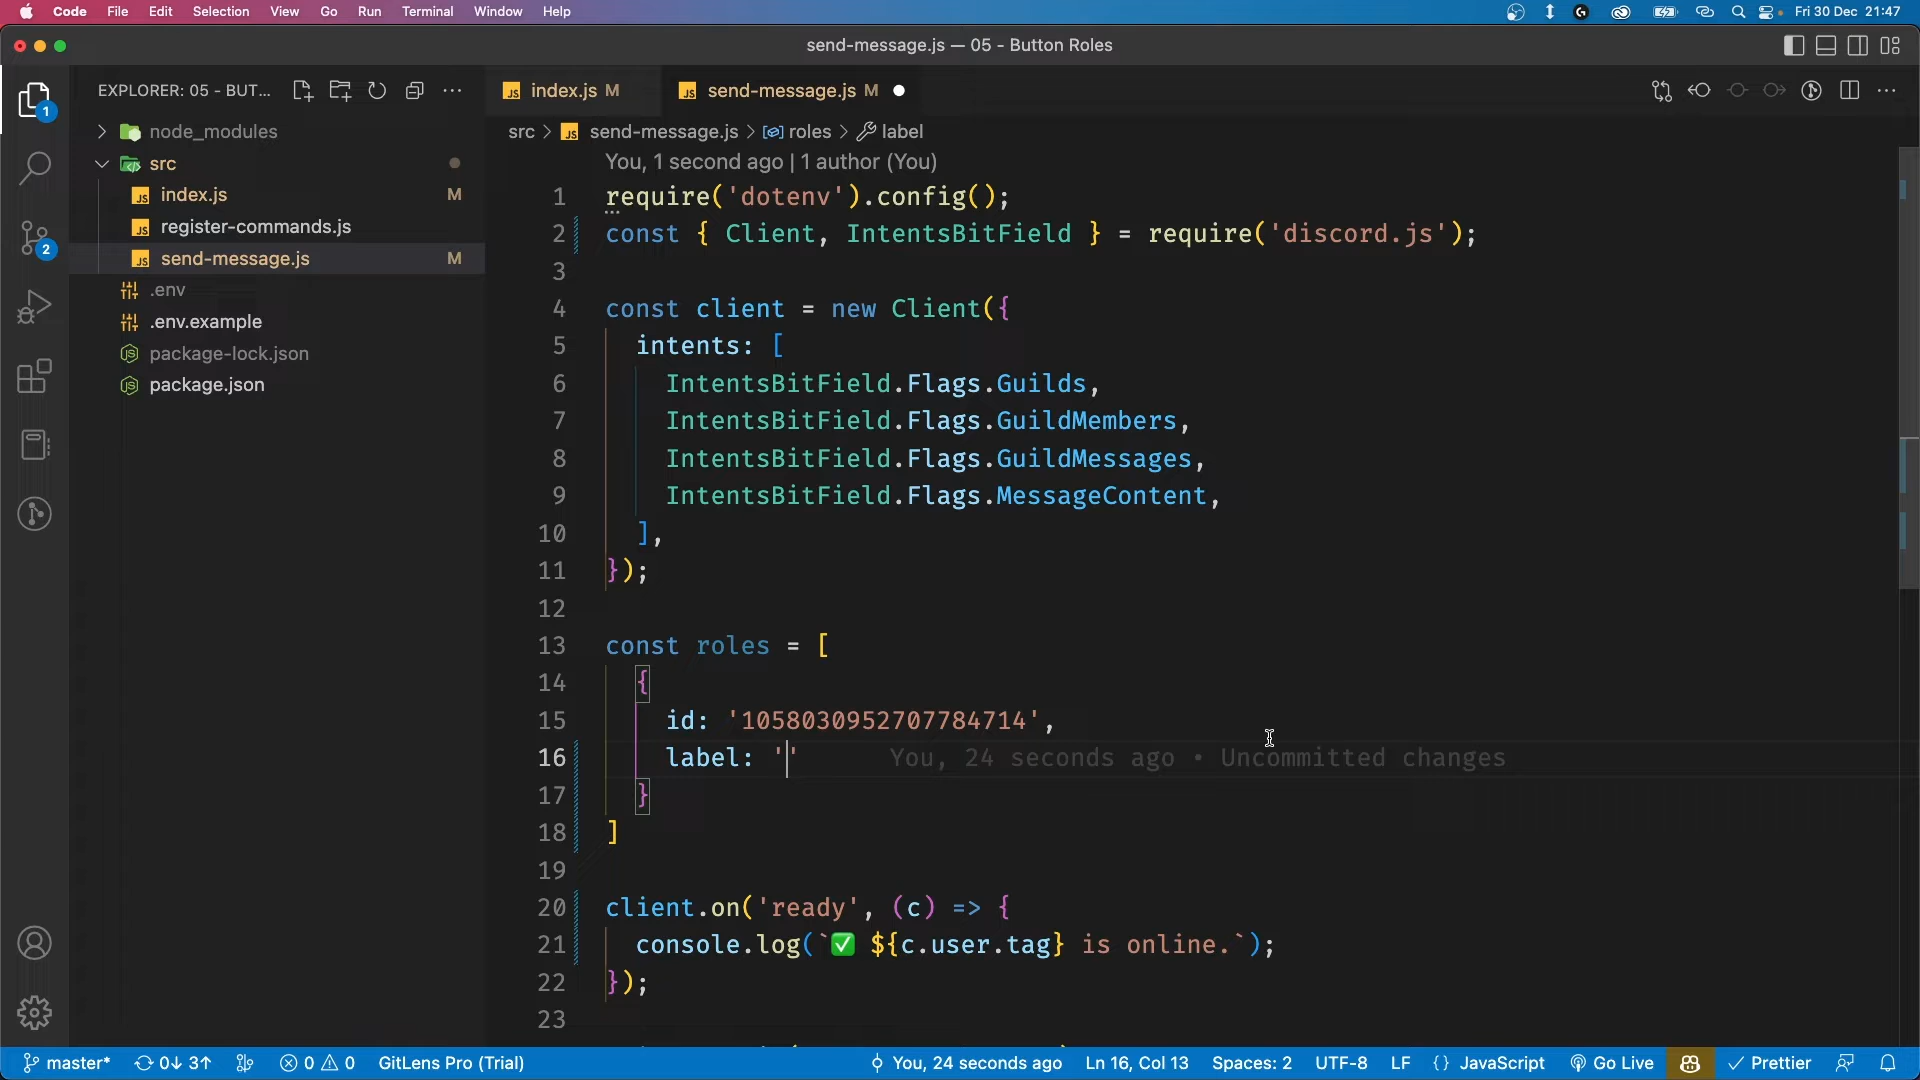 Code File Edit Selection View Go Run Terminal Window Help Fri 30 Dec 21:47
send-message.js — 05 - Button Roles
EXPLORER: 05 - BUT...
index.js M send-message.js M
node_modules
src
index.js M
register-commands.js
send-message.js M
.env
.env.example
package-lock.json
package.json
1
2
src > send-message.js > roles > label
You, 1 second ago | 1 author (You)
1 require('dotenv').config();
2 const { Client, IntentsBitField } = require('discord.js');
3
4 const client = new Client({
5 intents: [
6 IntentsBitField.Flags.Guilds,
7 IntentsBitField.Flags.GuildMembers,
8 IntentsBitField.Flags.GuildMessages,
9 IntentsBitField.Flags.MessageContent,
10 ],
11 });
12
13 const roles = [
14 {
15 id: '1058030952707784714',
16 label: '' You, 24 seconds ago • Uncommitted changes
17 }
18 ]
19
20 client.on('ready', (c) => {
21 console.log(`✅ ${c.user.tag} is online.`);
22 });
23
master* 0↓ 3↑ 0 0 GitLens Pro (Trial) You, 24 seconds ago Ln 16, Col 13 Spaces: 2 UTF-8 LF {} JavaScript Go Live Prettier